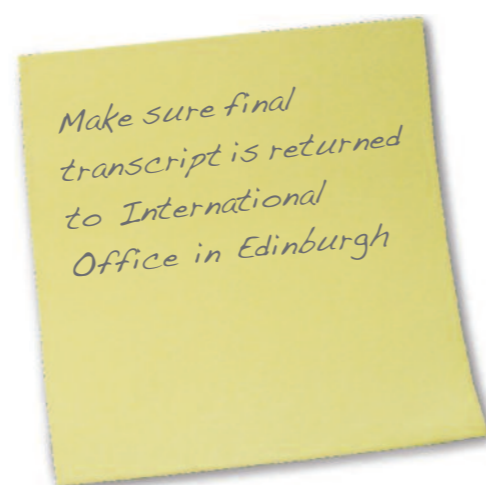 Make sure final
transcript is returned
to International
Office in Edinburgh